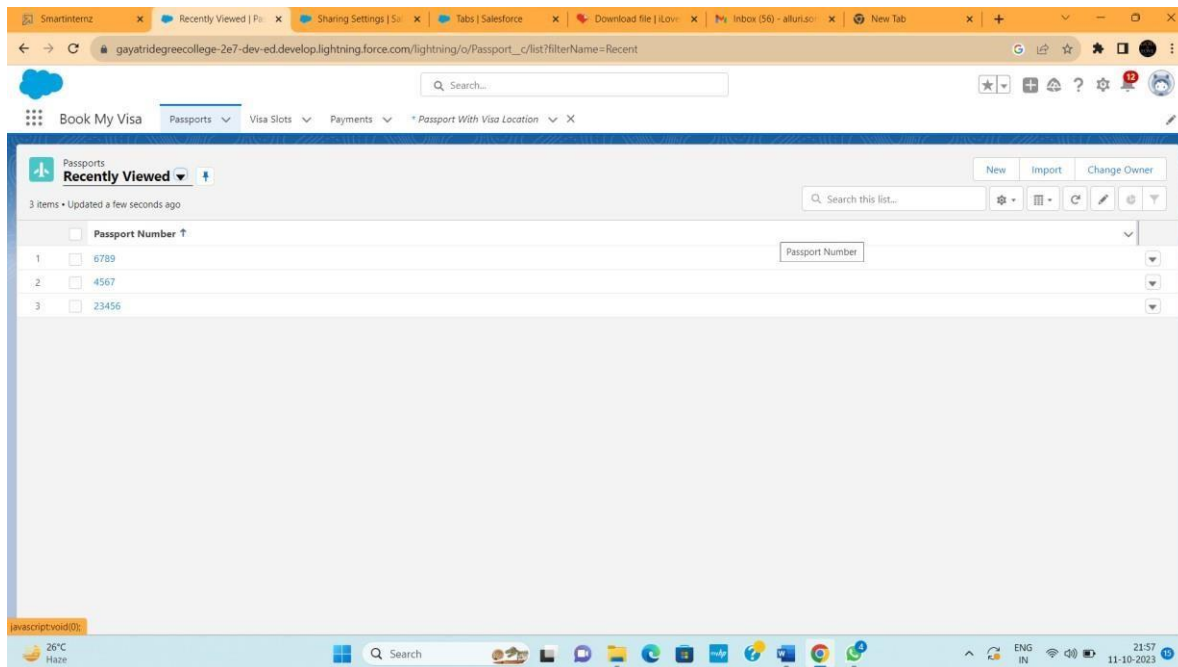 Smartinternz
Recently Viewed | Pa
Sharing Settings | Sa
Tabs | Salesforce
Download file | iLove
Inbox (56) - alluri.so
New Tab
gayatridegreecollege-2e7-dev-ed.develop.lightning.force.com/lightning/o/Passport__c/list?filterName=Recent
Search...
12
Book My Visa
Passports
Visa Slots
Payments
* Passport With Visa Location
Passports
Recently Viewed
New
Import
Change Owner
3 items • Updated a few seconds ago
Search this list...
Passport Number ↑
Passport Number
1 6789
2 4567
3 23456
javascript:void(0);
26°C
Haze
Search
4
ENG
IN
21:57
11-10-2023
15